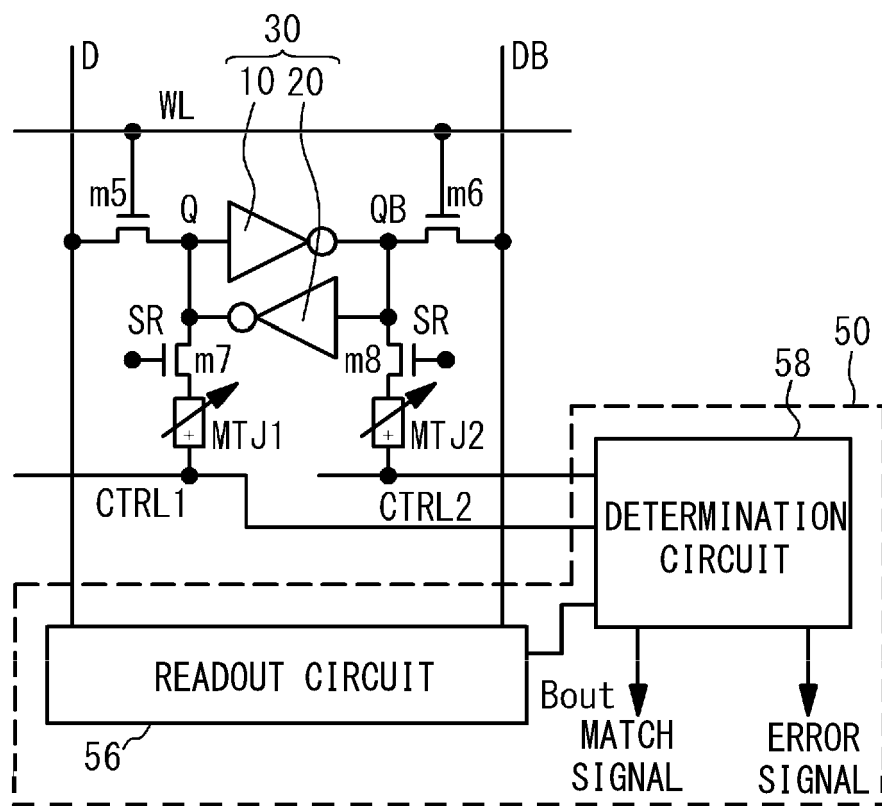 30
D
10 20
DB
WL
m5
Q
QB
m6
SR
m7
m8
SR
MTJ1
MTJ2
50
58
CTRL1
CTRL2
DETERMINATION
CIRCUIT
READOUT CIRCUIT
Bout
56
MATCH
SIGNAL
ERROR
SIGNAL
+
+